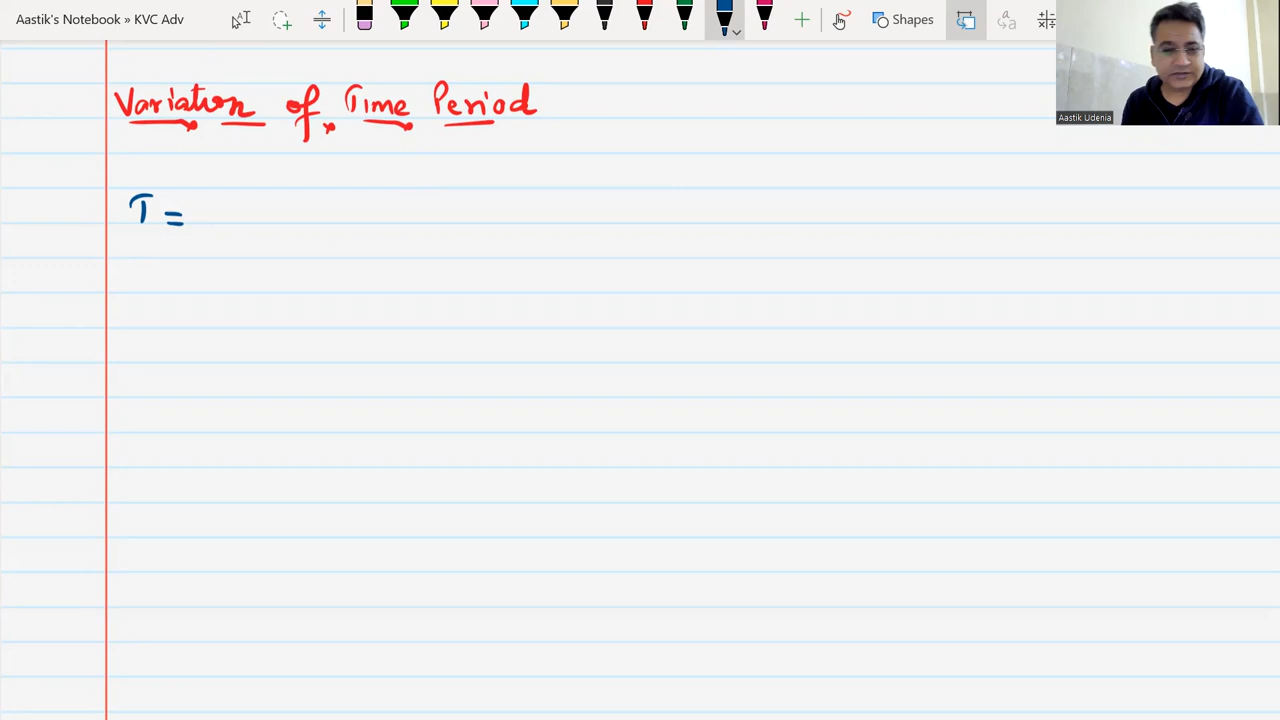 Aastik's Notebook » KVC Adv
Shapes
Aastik Udenia
Variation of Time Period
T =